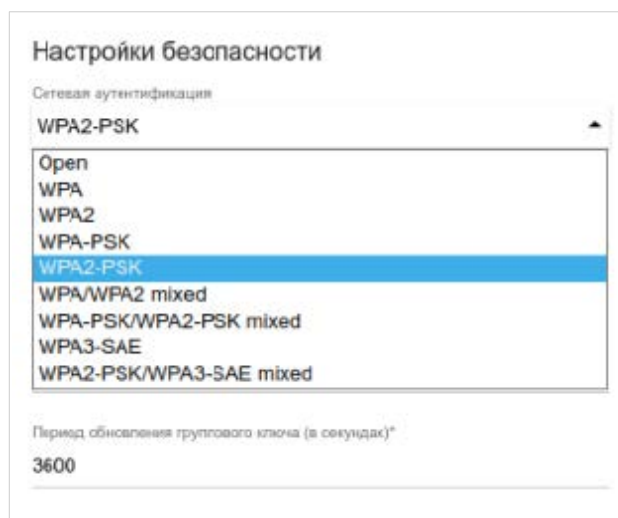 Настройки безопасности
Сетевая аутентификация
WPA2-PSK
Open
WPA
WPA2
WPA-PSK
WPA2-PSK
WPA/WPA2 mixed
WPA-PSK/WPA2-PSK mixed
WPA3-SAE
WPA2-PSK/WPA3-SAE mixed
Период обновления группового ключа (в секундах)*
3600